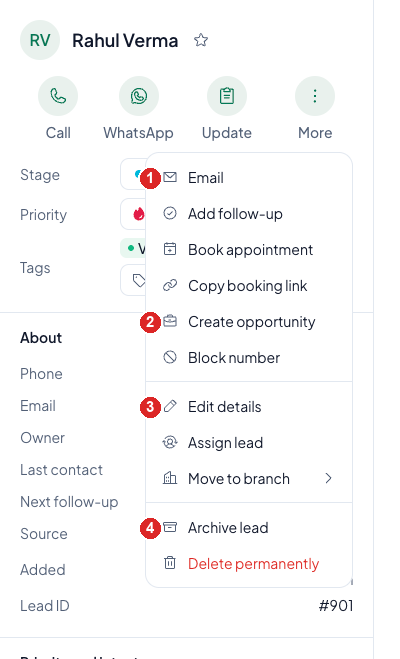 RV Rahul Verma
Call WhatsApp Update More
Stage
Priority
Tags
V
1 Email
Add follow-up
Book appointment
Copy booking link
2 Create opportunity
Block number
3 Edit details
Assign lead
Move to branch
4 Archive lead
Delete permanently
About
Phone
Email
Owner
Last contact
Next follow-up
Source
Added
Lead ID #901